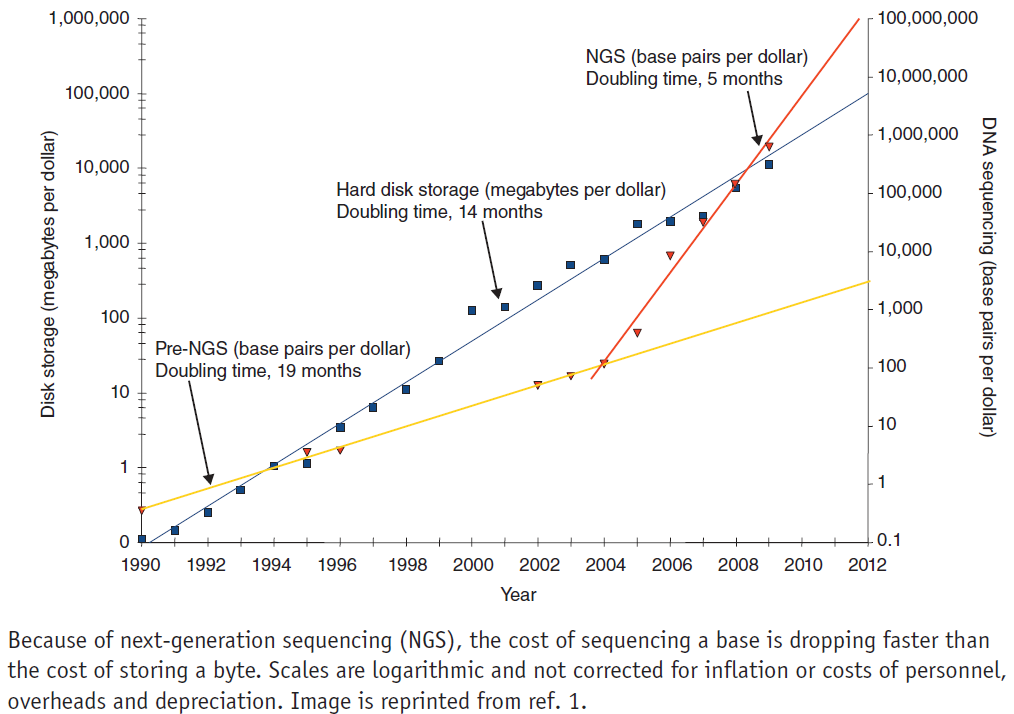 1,000,000
100,000
10,000
1,000
100
10
1
0
Disk storage (megabytes per dollar)
NGS (base pairs per dollar)
Doubling time, 5 months
Hard disk storage (megabytes per dollar)
Doubling time, 14 months
Pre-NGS (base pairs per dollar)
Doubling time, 19 months
100,000,000
10,000,000
1,000,000
100,000
10,000
1,000
100
10
1
0.1
DNA sequencing (base pairs per dollar)
1990 1992 1994 1996 1998 2000 2002 2004 2006 2008 2010 2012
Year
Because of next-generation sequencing (NGS), the cost of sequencing a base is dropping faster than
the cost of storing a byte. Scales are logarithmic and not corrected for inflation or costs of personnel,
overheads and depreciation. Image is reprinted from ref. 1.